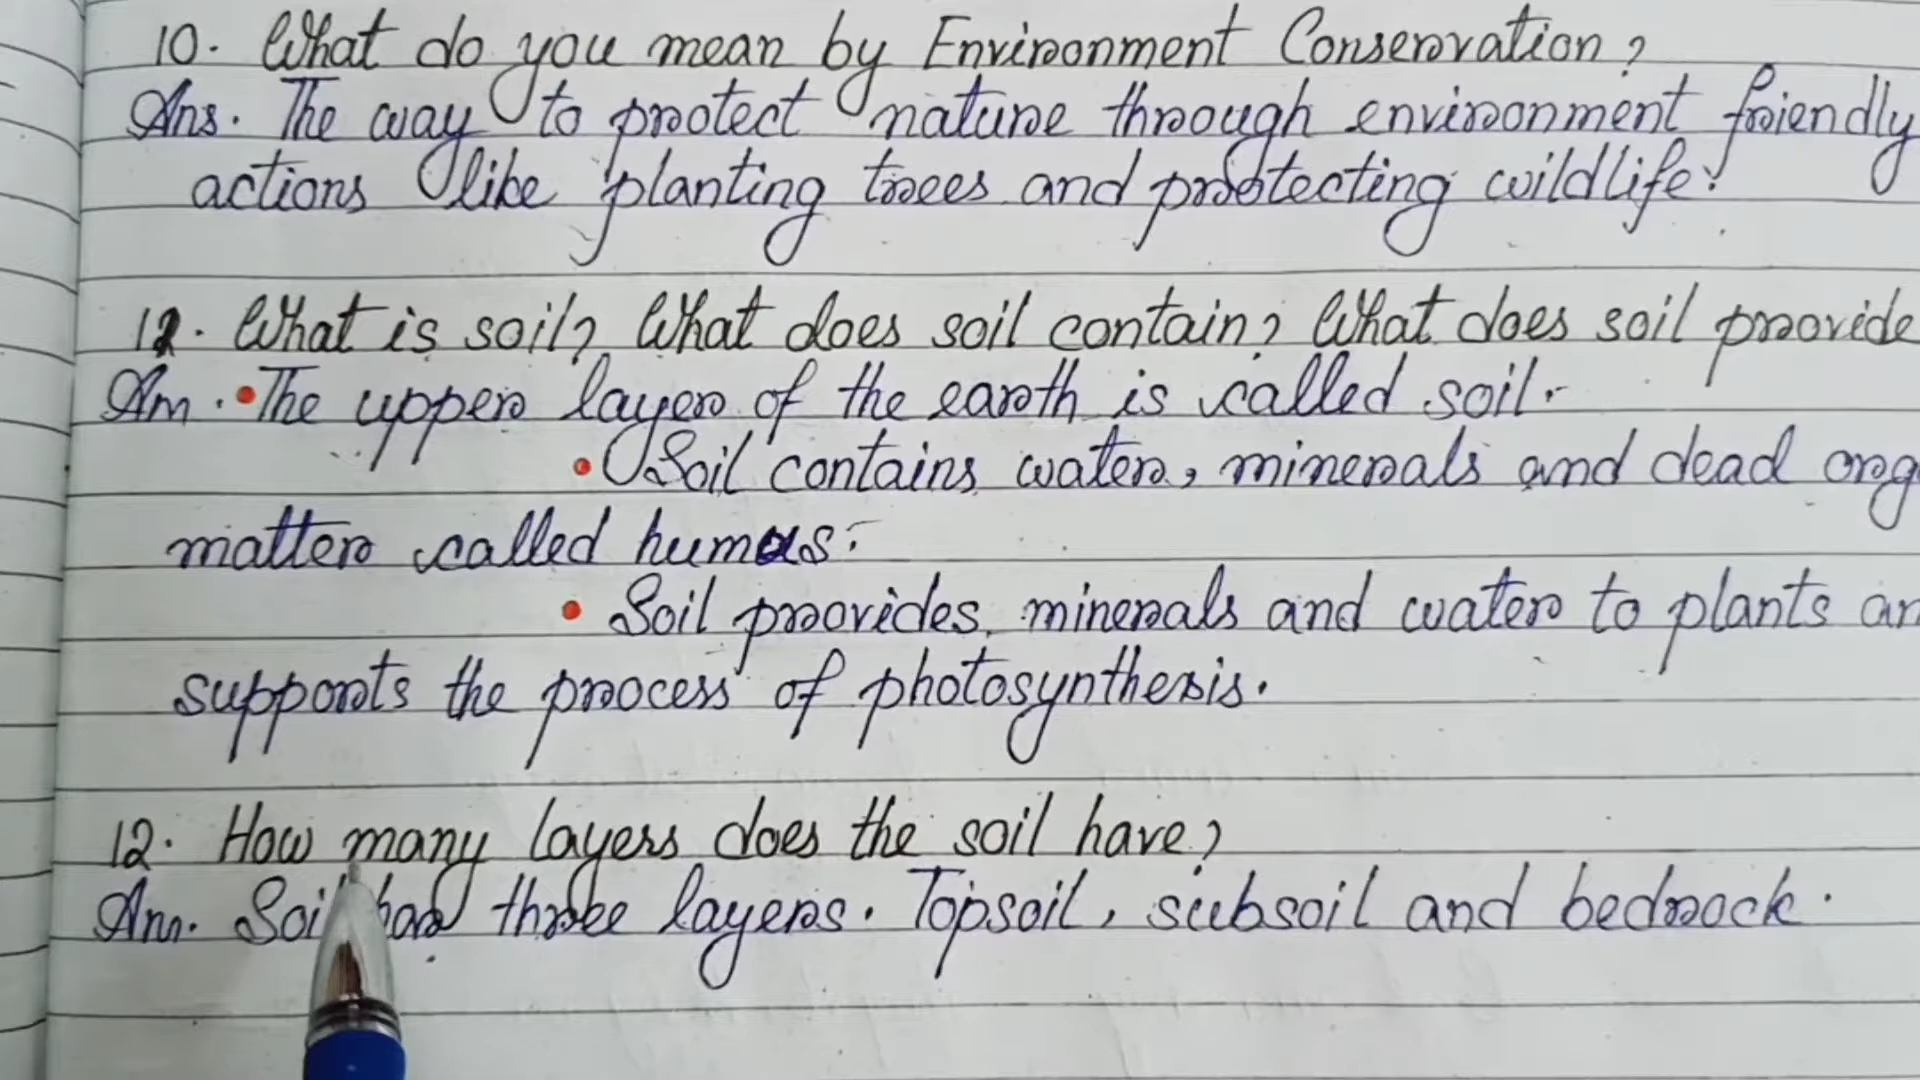 10. What do you mean by Environment Conservation?
Ans. The way to protect nature through environment friendly
actions like planting trees and protecting wildlife.
12. What is soil? What does soil contain? What does soil provide
Ans. • The upper layer of the earth is called soil.
• Soil contains water, minerals and dead org
matter called humus.
• Soil provides minerals and water to plants an
supports the process of photosynthesis.
12. How many layers does the soil have?
Ans. Soil has three layers. Topsoil, subsoil and bedrock.